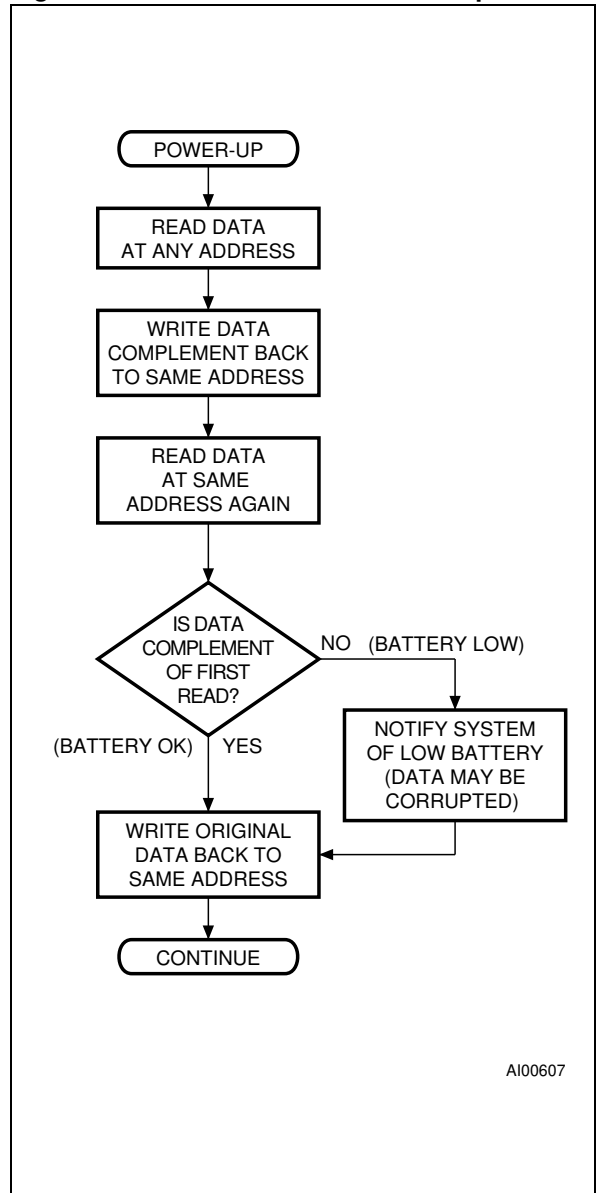 POWER-UP
READ DATA
AT ANY ADDRESS
WRITE DATA
COMPLEMENT BACK
TO SAME ADDRESS
READ DATA
AT SAME
ADDRESS AGAIN
IS DATA
COMPLEMENT
OF FIRST
READ?
NO (BATTERY LOW)
NOTIFY SYSTEM
OF LOW BATTERY
(DATA MAY BE
CORRUPTED)
(BATTERY OK) YES
WRITE ORIGINAL
DATA BACK TO
SAME ADDRESS
CONTINUE
AI00607